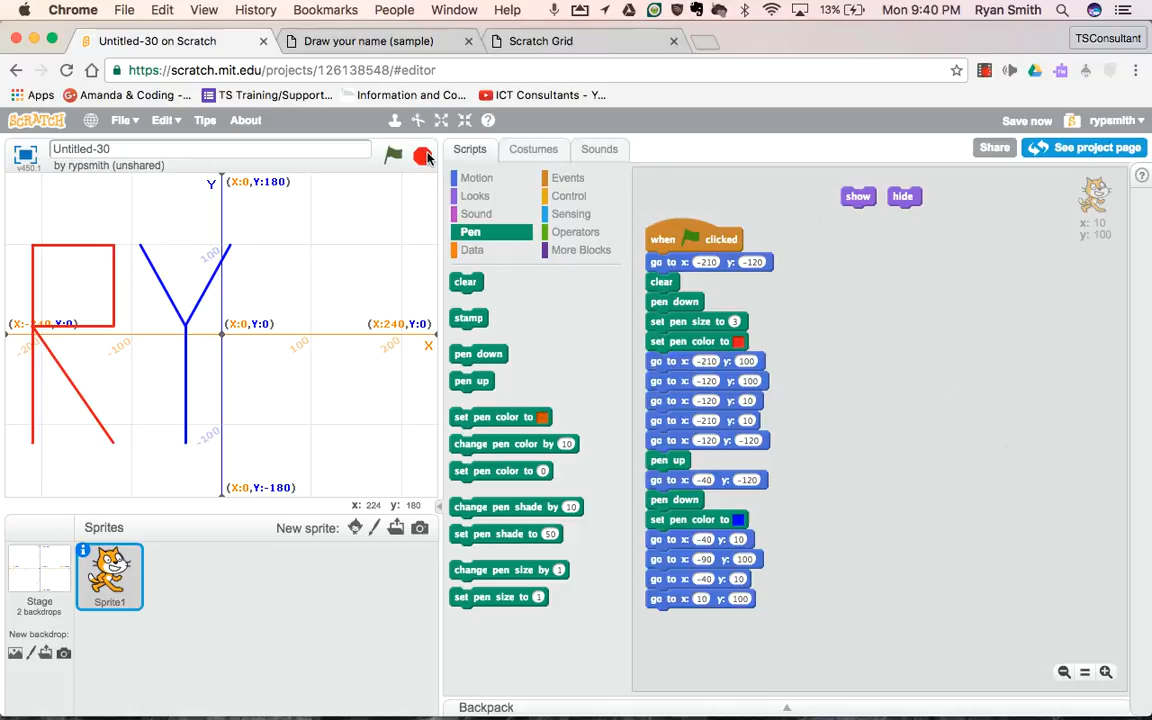 Chrome File Edit View History Bookmarks People Window Help 13% Mon 9:40 PM Ryan Smith
Untitled-30 on Scratch Draw your name (sample) Scratch Grid TSConsultant
https://scratch.mit.edu/projects/126138548/#editor
Apps Amanda & Coding -... TS Training/Support... Information and Co... ICT Consultants - Y...
SCRATCH File Edit Tips About Save now rypsmith
Untitled-30
by rypsmith (unshared)
v450.1
Scripts Costumes Sounds Share See project page
Y (X:0,Y:180)
100
(X:-240,Y:0) (X:0,Y:0) (X:240,Y:0)
-200 -100 100 200 X
-100
(X:0,Y:-180)
x: 224 y: 180
Sprites New sprite:
Stage
2 backdrops
Sprite1
New backdrop:
Motion Events
Looks Control
Sound Sensing
Pen Operators
Data More Blocks
clear
stamp
pen down
pen up
set pen color to
change pen color by 10
set pen color to 0
change pen shade by 10
set pen shade to 50
change pen size by 1
set pen size to 1
show hide
x: 10
y: 100
when clicked
go to x: -210 y: -120
clear
pen down
set pen size to 3
set pen color to
go to x: -210 y: 100
go to x: -120 y: 100
go to x: -120 y: 10
go to x: -210 y: 10
go to x: -120 y: -120
pen up
go to x: -40 y: -120
pen down
set pen color to
go to x: -40 y: 10
go to x: -90 y: 100
go to x: -40 y: 10
go to x: 10 y: 100
Backpack